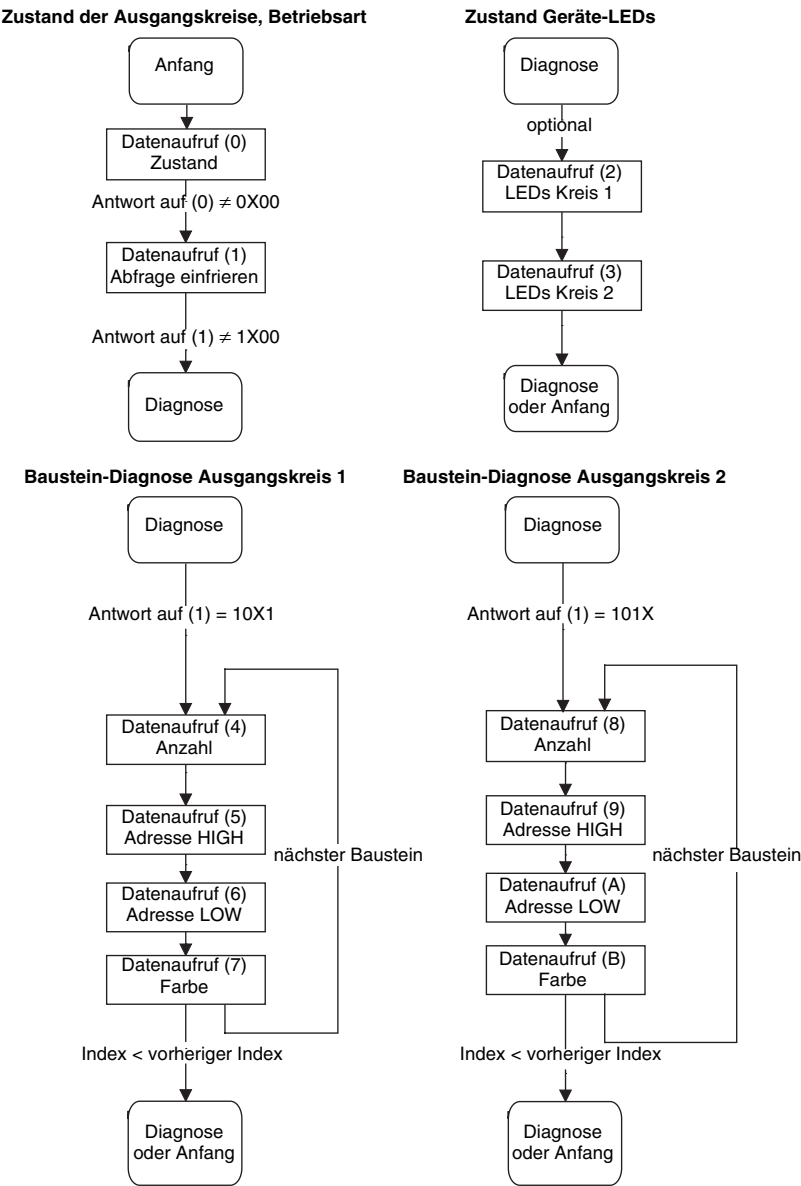 Zustand der Ausgangskreise, Betriebsart
Anfang
Datenaufruf (0)
Zustand
Antwort auf (0) ≠ 0X00
Datenaufruf (1)
Abfrage einfrieren
Antwort auf (1) ≠ 1X00
Diagnose
Zustand Geräte-LEDs
Diagnose
optional
Datenaufruf (2)
LEDs Kreis 1
Datenaufruf (3)
LEDs Kreis 2
Diagnose
oder Anfang
Baustein-Diagnose Ausgangskreis 1
Diagnose
Antwort auf (1) = 10X1
Datenaufruf (4)
Anzahl
Datenaufruf (5)
Adresse HIGH
nächster Baustein
Datenaufruf (6)
Adresse LOW
Datenaufruf (7)
Farbe
Index < vorheriger Index
Diagnose
oder Anfang
Baustein-Diagnose Ausgangskreis 2
Diagnose
Antwort auf (1) = 101X
Datenaufruf (8)
Anzahl
Datenaufruf (9)
Adresse HIGH
nächster Baustein
Datenaufruf (A)
Adresse LOW
Datenaufruf (B)
Farbe
Index < vorheriger Index
Diagnose
oder Anfang